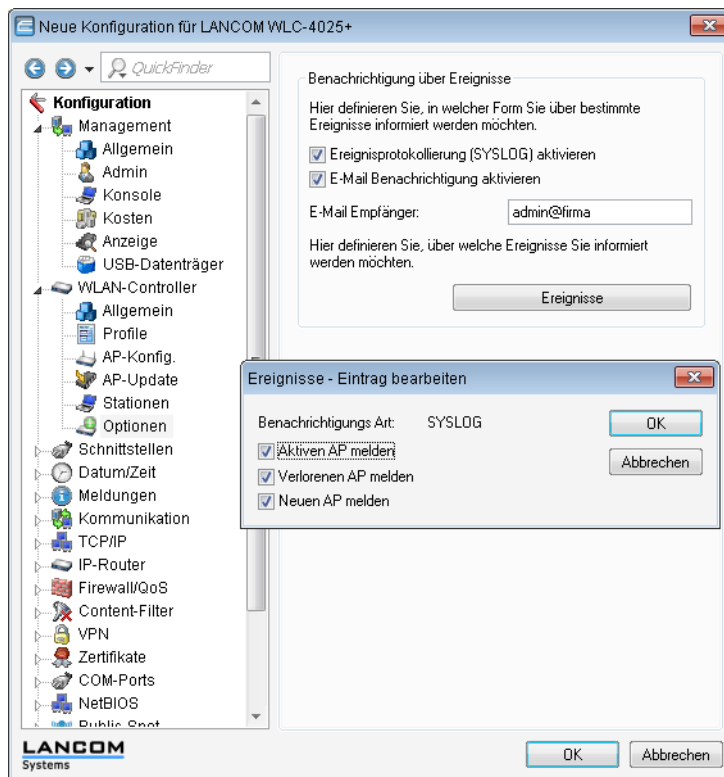 Neue Konfiguration für LANCOM WLC-4025+
QuickFinder
Konfiguration
Management
Allgemein
Admin
Konsole
Kosten
Anzeige
USB-Datenträger
WLAN-Controller
Allgemein
Profile
AP-Konfig.
AP-Update
Stationen
Optionen
Schnittstellen
Datum/Zeit
Meldungen
Kommunikation
TCP/IP
IP-Router
Firewall/QoS
Content-Filter
VPN
Zertifikate
COM-Ports
NetBIOS
Public-Spot
Benachrichtigung über Ereignisse
Hier definieren Sie, in welcher Form Sie über bestimmte
Ereignisse informiert werden möchten.
Ereignisprotokollierung (SYSLOG) aktivieren
E-Mail Benachrichtigung aktivieren
E-Mail Empfänger: admin@firma
Hier definieren Sie, über welche Ereignisse Sie informiert
werden möchten.
Ereignisse
Ereignisse - Eintrag bearbeiten
Benachrichtigungs Art: SYSLOG
OK
Aktiven AP melden
Abbrechen
Verlorenen AP melden
Neuen AP melden
LANCOM
Systems
OK
Abbrechen